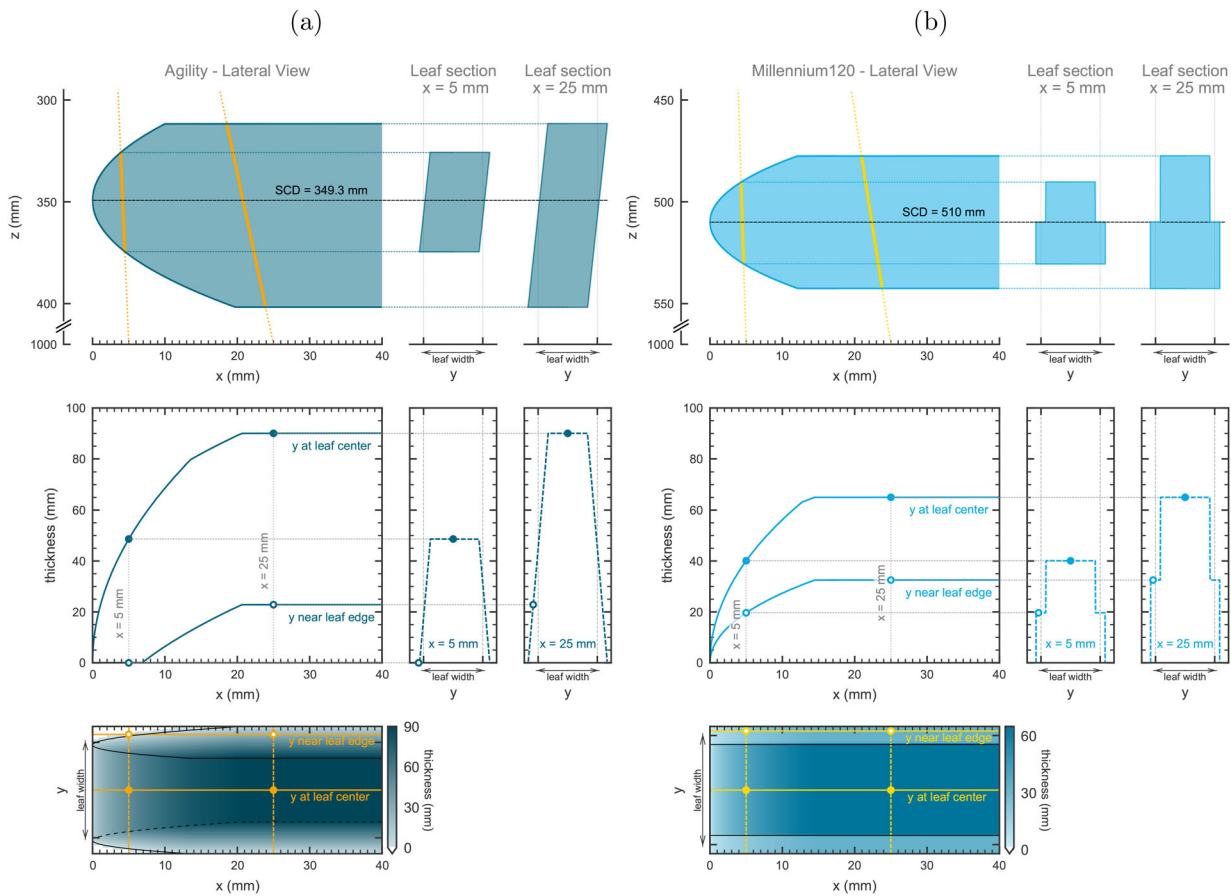 (a)
(b)
Agility - Lateral View
Leaf section
x = 5 mm
Leaf section
x = 25 mm
300
350
400
1000
z (mm)
SCD = 349.3 mm
0
10
20
30
40
x (mm)
leaf width
y
leaf width
y
Millennium120 - Lateral View
Leaf section
x = 5 mm
Leaf section
x = 25 mm
450
500
550
1000
z (mm)
SCD = 510 mm
0
10
20
30
40
x (mm)
leaf width
y
leaf width
y
100
80
60
40
20
0
thickness (mm)
y at leaf center
y near leaf edge
x = 5 mm
x = 25 mm
0
10
20
30
40
x (mm)
x = 5 mm
leaf width
y
x = 25 mm
leaf width
y
100
80
60
40
20
0
thickness (mm)
y at leaf center
y near leaf edge
x = 5 mm
x = 25 mm
0
10
20
30
40
x (mm)
x = 5 mm
leaf width
y
x = 25 mm
leaf width
y
y
leaf width
y near leaf edge
y at leaf center
0
10
20
30
40
x (mm)
90
60
30
0
thickness (mm)
y
leaf width
y near leaf edge
y at leaf center
0
10
20
30
40
x (mm)
60
30
0
thickness (mm)